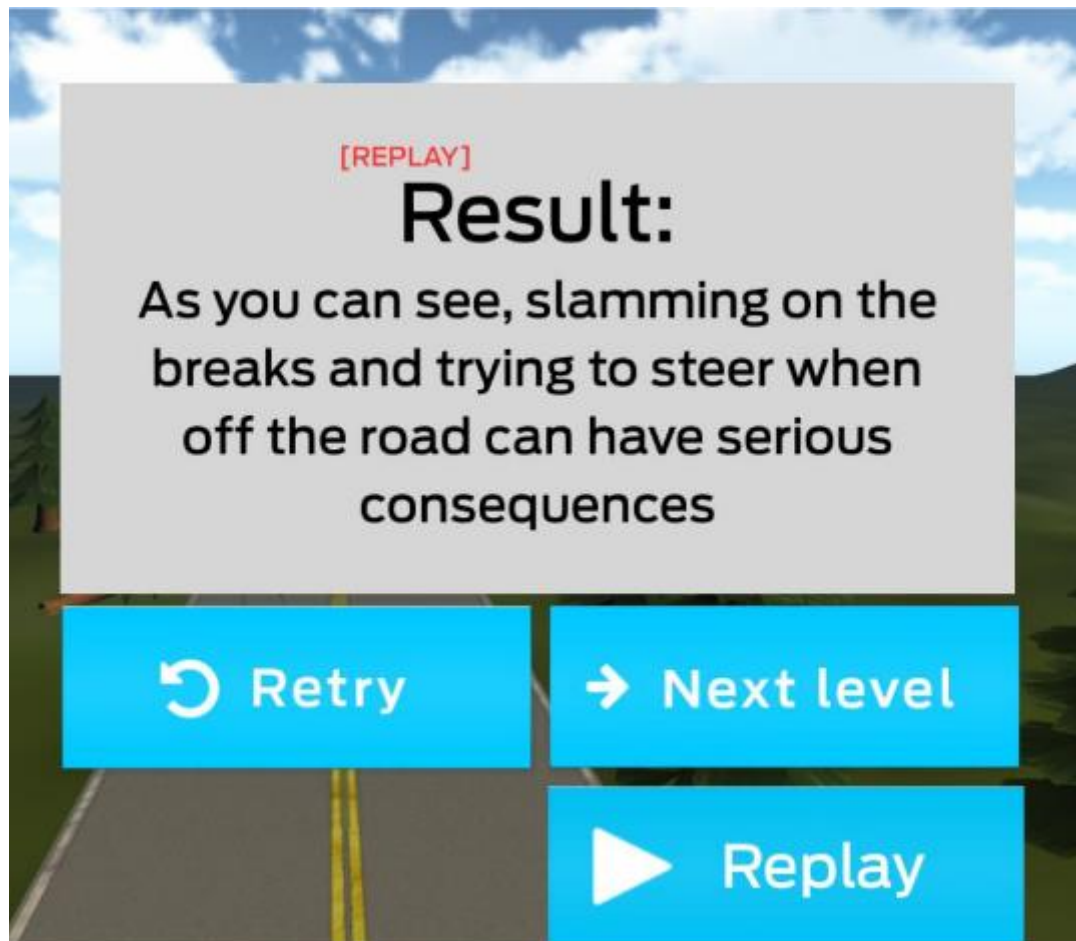 [REPLAY]
Result:
As you can see, slamming on the
breaks and trying to steer when
off the road can have serious
consequences
Retry
Next level
Replay